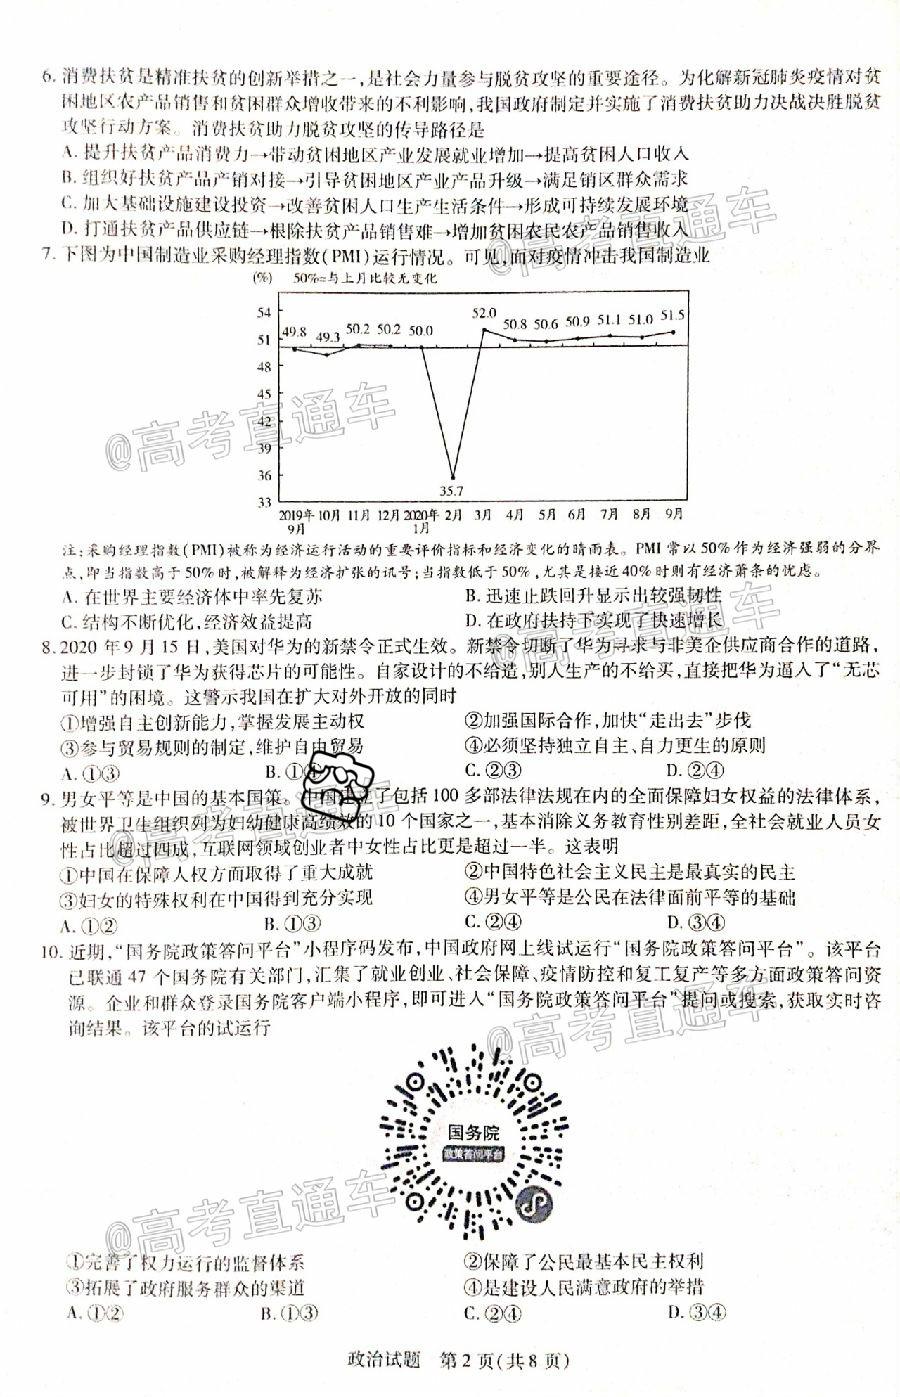 6. 消费扶贫是精准扶贫的创新举措之一,是社会力量参与脱贫攻坚的重要途径。为化解新冠肺炎疫情对贫
困地区农产品销售和贫困群众增收带来的不利影响,我国政府制定并实施了消费扶贫助力决战决胜脱贫
攻坚行动方案。消费扶贫助力脱贫攻坚的传导路径是
A. 提升扶贫产品消费力→带动贫困地区产业发展就业增加→提高贫困人口收入
B. 组织好扶贫产品产销对接→引导贫困地区产业产品升级→满足销区群众需求
C. 加大基础设施建设投资→改善贫困人口生产生活条件→形成可持续发展环境
D. 打通扶贫产品供应链→根除扶贫产品销售难→增加贫困农民农产品销售收入
7. 下图为中国制造业采购经理指数(PMI)运行情况。可见,面对疫情冲击我国制造业
(%) 50%=与上月比较无变化
54
51
48
45
42
39
36
33
49.8 49.3 50.2 50.2 50.0 35.7 52.0 50.8 50.6 50.9 51.1 51.0 51.5
2019年9月 10月 11月 12月 2020年1月 2月 3月 4月 5月 6月 7月 8月 9月
注:采购经理指数(PMI)被称为经济运行活动的重要评价指标和经济变化的晴雨表。PMI常以50%作为经济强弱的分界
点,即当指数高于50%时,被解释为经济扩张的讯号;当指数低于50%,尤其是接近40%时则有经济萧条的忧虑。
A. 在世界主要经济体中率先复苏 B. 迅速止跌回升显示出较强韧性
C. 结构不断优化,经济效益提高 D. 在政府扶持下实现了快速增长
8. 2020年9月15日,美国对华为的新禁令正式生效。新禁令切断了华为寻求与非美企供应商合作的道路,
进一步封锁了华为获得芯片的可能性。自家设计的不给造,别人生产的不给买,直接把华为逼入了“无芯
可用”的困境。这警示我国在扩大对外开放的同时
①增强自主创新能力,掌握发展主动权 ②加强国际合作,加快“走出去”步伐
③参与贸易规则的制定,维护自由贸易 ④必须坚持独立自主、自力更生的原则
A. ①③ B. ① C. ②③ D. ②④
9. 男女平等是中国的基本国策。中国建立了包括100多部法律法规在内的全面保障妇女权益的法律体系,
被世界卫生组织列为妇幼健康高绩效的10个国家之一,基本消除义务教育性别差距,全社会就业人员女
性占比超过四成,互联网领域创业者中女性占比更是超过一半。这表明
①中国在保障人权方面取得了重大成就 ②中国特色社会主义民主是最真实的民主
③妇女的特殊权利在中国得到充分实现 ④男女平等是公民在法律面前平等的基础
A. ①② B. ①③ C. ②④ D. ③④
10. 近期,“国务院政策答问平台”小程序码发布,中国政府网上线试运行“国务院政策答问平台”。该平台
已联通47个国务院有关部门,汇集了就业创业、社会保障、疫情防控和复工复产等多方面政策答问资
源。企业和群众登录国务院客户端小程序,即可进入“国务院政策答问平台”提问或搜索,获取实时咨
询结果。该平台的试运行
国务院
政策答问平台
①完善了权力运行的监督体系 ②保障了公民最基本民主权利
③拓展了政府服务群众的渠道 ④是建设人民满意政府的举措
A. ①② B. ①③ C. ②④ D. ③④
政治试题 第2页(共8页)
@高考直通车
@高考直通车
@高考直通车
@高考直通车
@高考直通车
@高考直通车